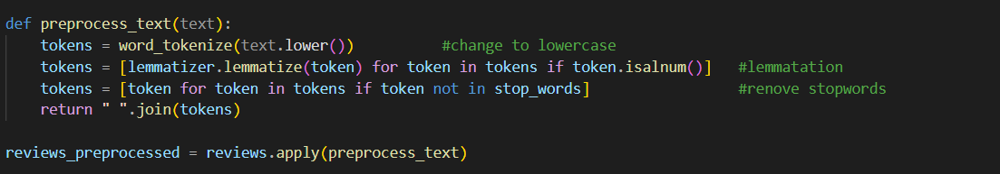 def preprocess_text(text):
    tokens = word_tokenize(text.lower())          #change to lowercase
    tokens = [lemmatizer.lemmatize(token) for token in tokens if token.isalnum()]   #lemmatation
    tokens = [token for token in tokens if token not in stop_words]                 #renove stopwords
    return " ".join(tokens)
reviews_preprocessed = reviews.apply(preprocess_text)